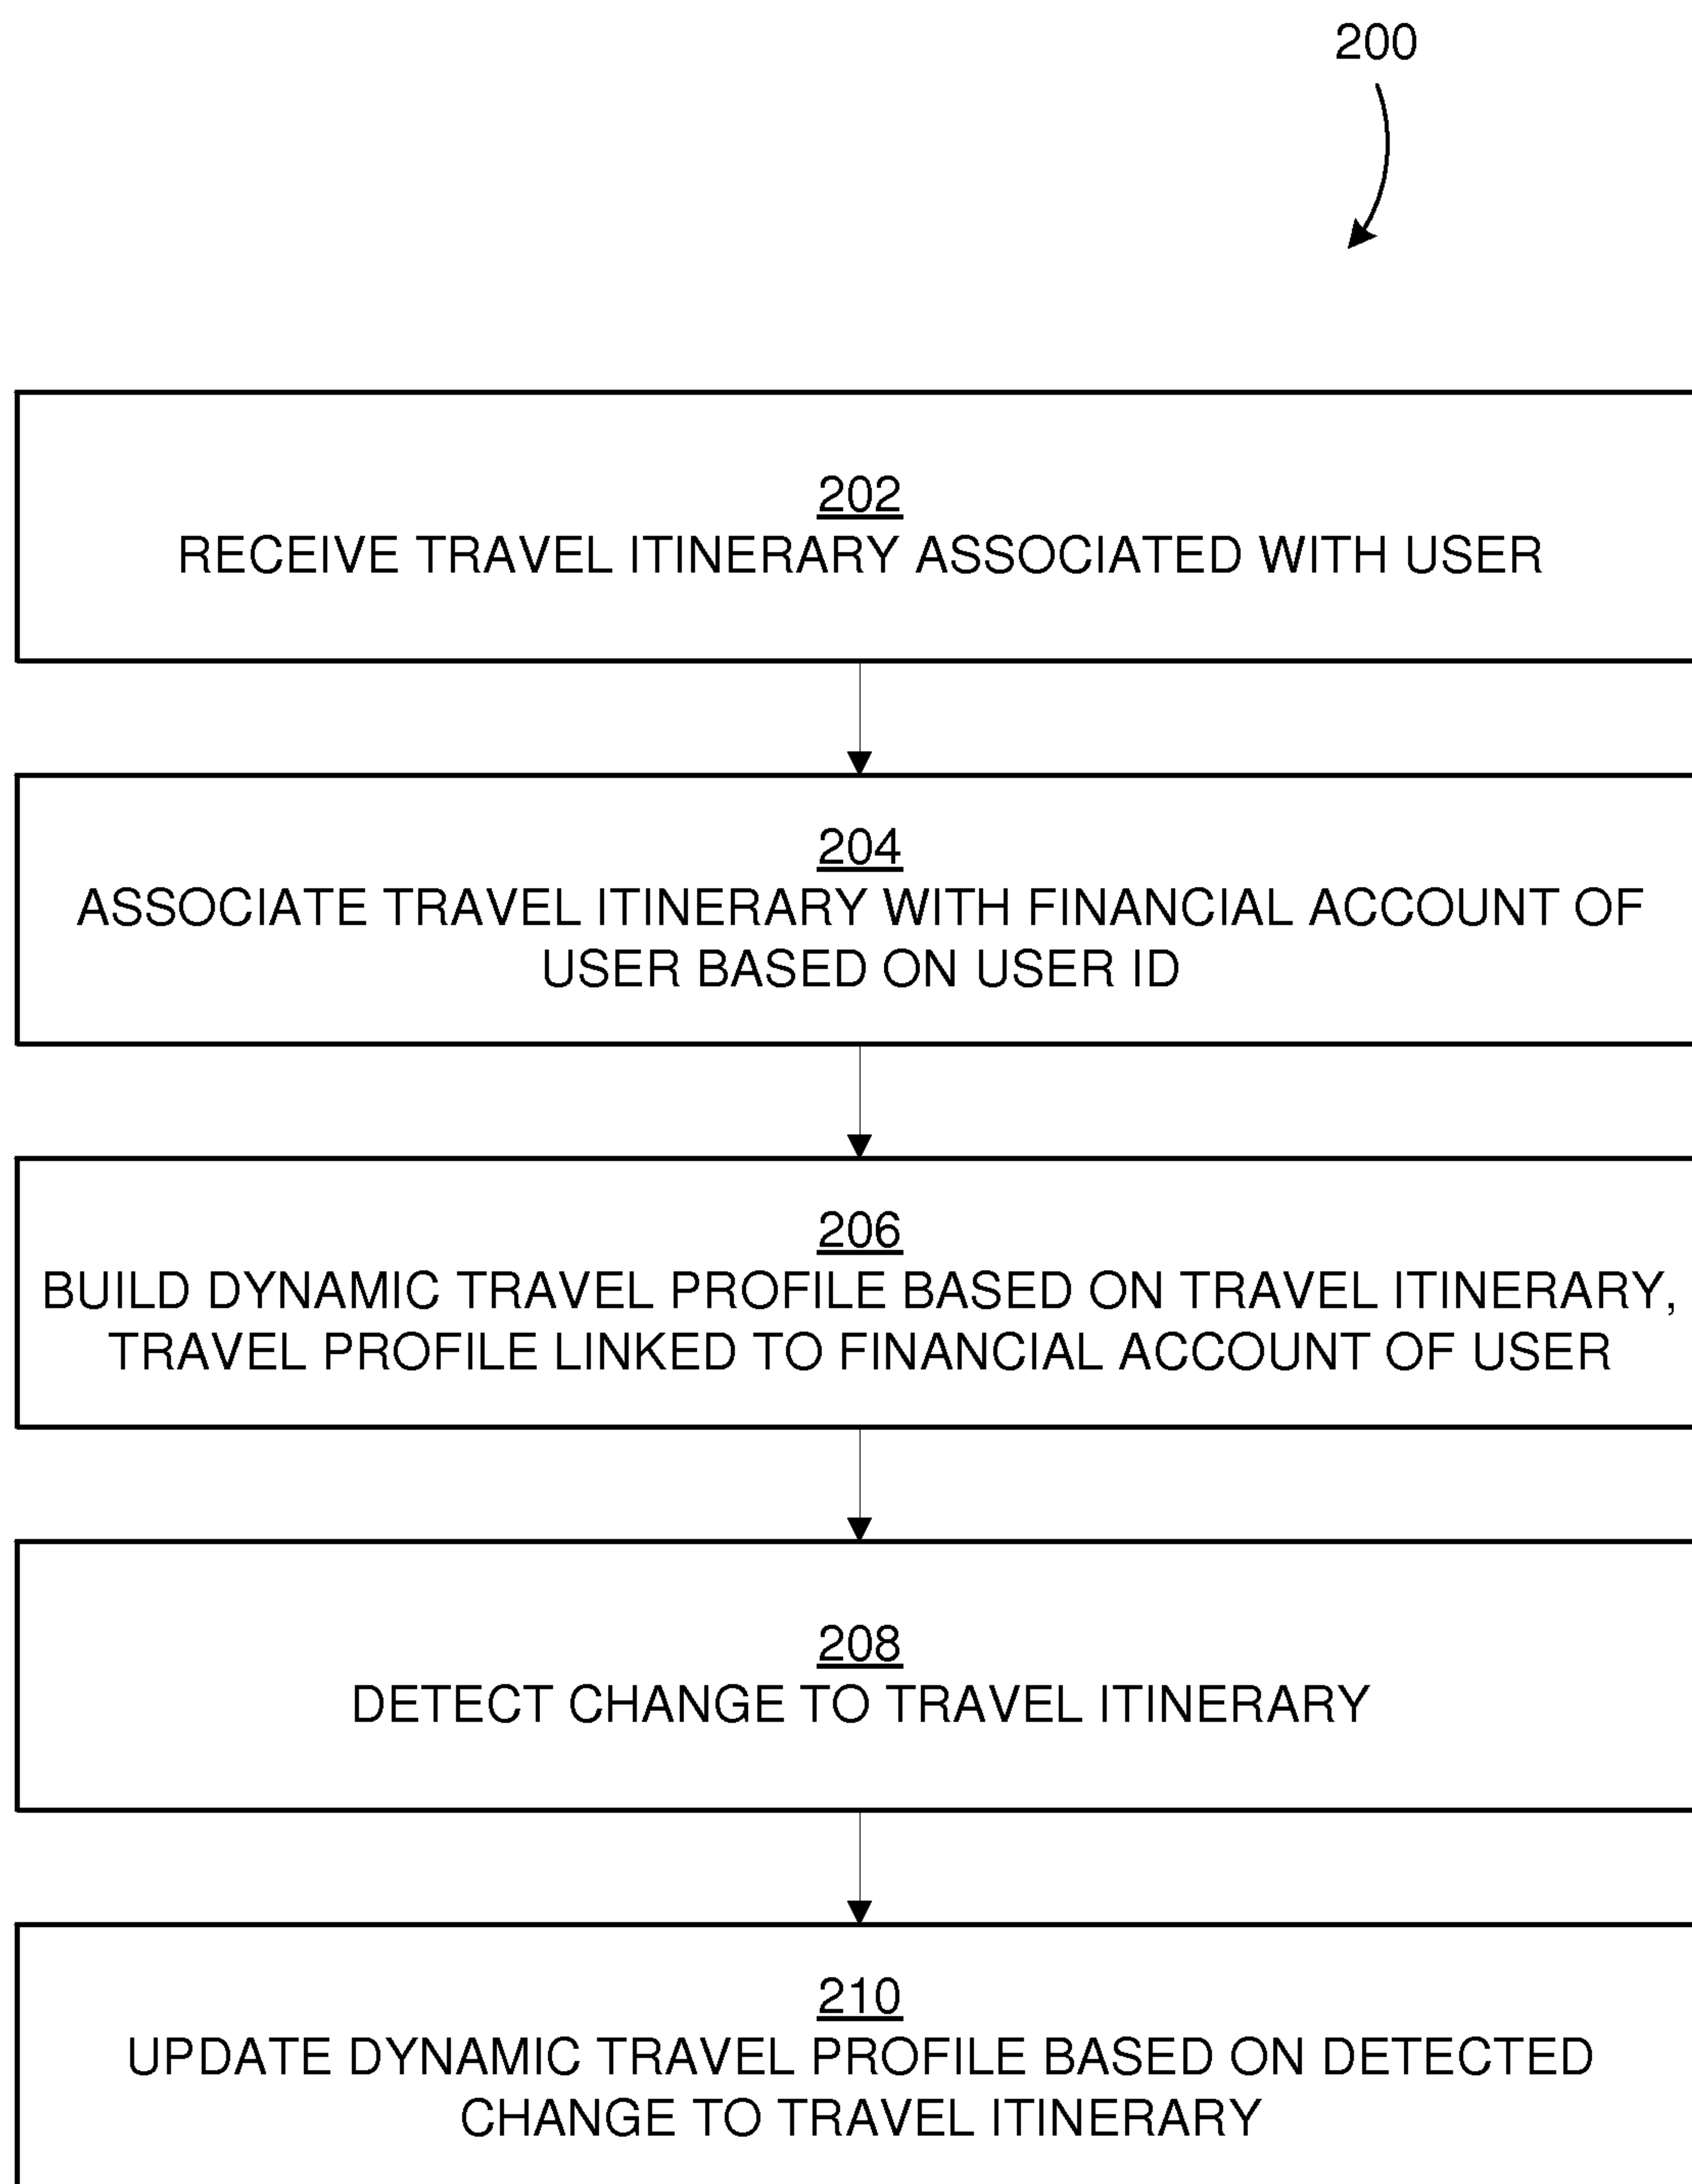 200
202
RECEIVE TRAVEL ITINERARY ASSOCIATED WITH USER
204
ASSOCIATE TRAVEL ITINERARY WITH FINANCIAL ACCOUNT OF
USER BASED ON USER ID
206
BUILD DYNAMIC TRAVEL PROFILE BASED ON TRAVEL ITINERARY,
TRAVEL PROFILE LINKED TO FINANCIAL ACCOUNT OF USER
208
DETECT CHANGE TO TRAVEL ITINERARY
210
UPDATE DYNAMIC TRAVEL PROFILE BASED ON DETECTED
CHANGE TO TRAVEL ITINERARY